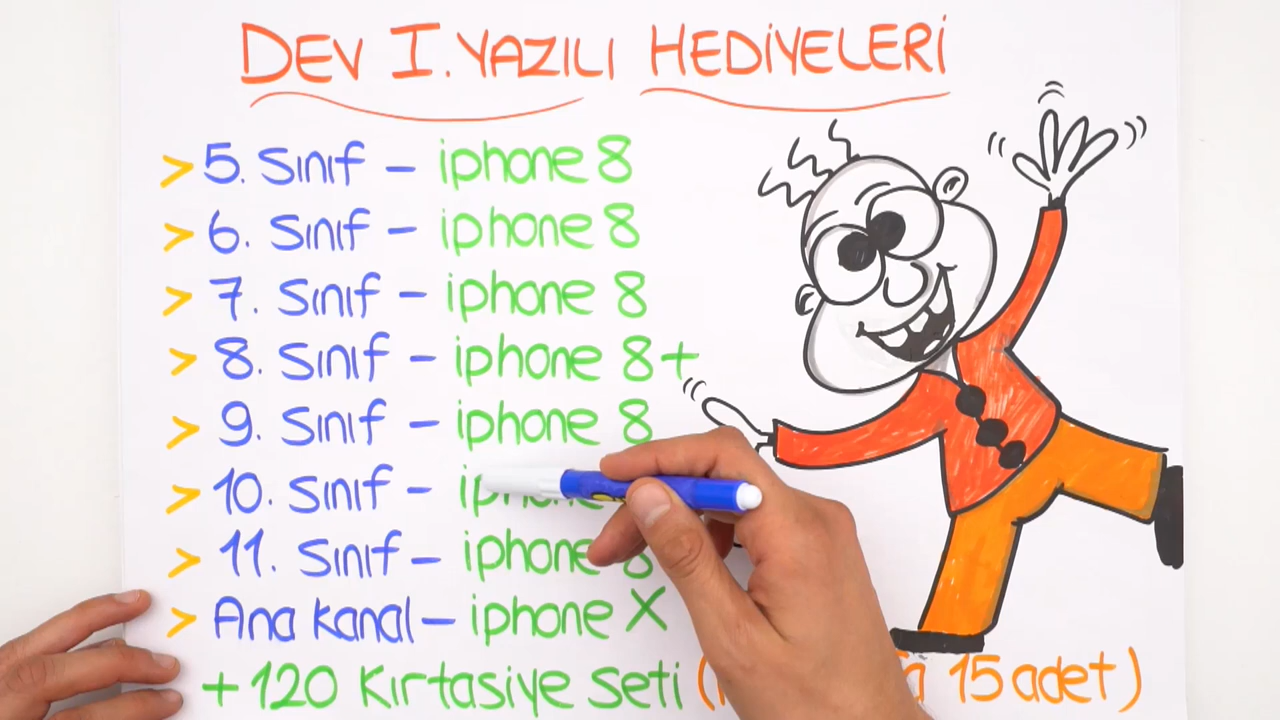 DEV I. YAZILI HEDİYELERİ
> 5. Sınıf – iphone 8
> 6. Sınıf – iphone 8
> 7. Sınıf – iphone 8
> 8. Sınıf – iphone 8+
> 9. Sınıf – iphone 8
> 10. Sınıf –
> 11. Sınıf – iphone 8
> Ana kanal – iphone X
+ 120 Kırtasiye seti ( 15 adet )